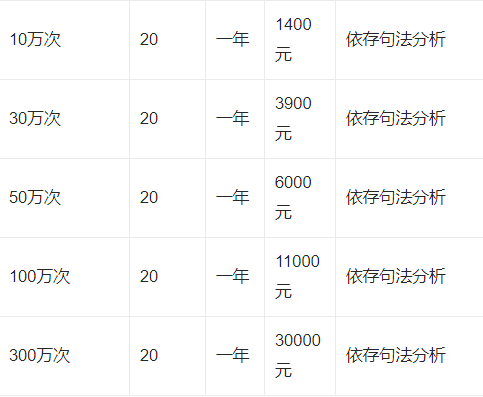 10万次 20 一年 1400元 依存句法分析
30万次 20 一年 3900元 依存句法分析
50万次 20 一年 6000元 依存句法分析
100万次 20 一年 11000元 依存句法分析
300万次 20 一年 30000元 依存句法分析